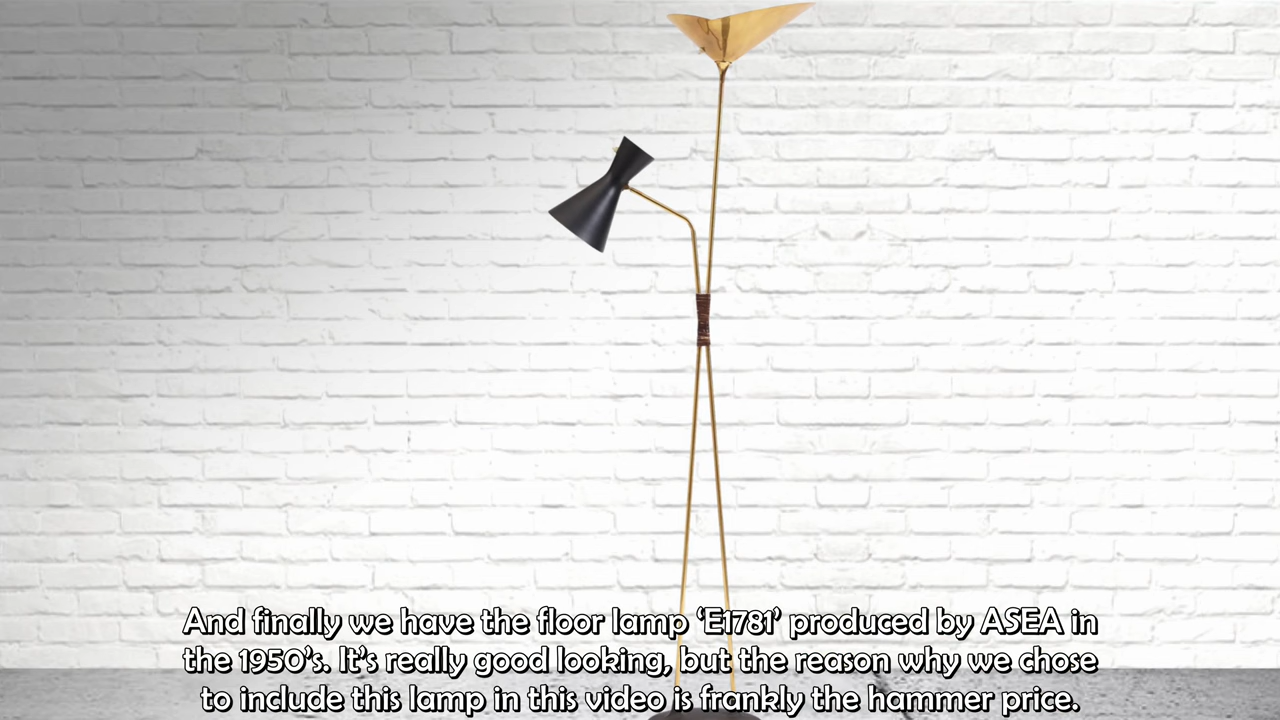 And finally we have the floor lamp ‘E1781’ produced by ASEA in
the 1950’s. It’s really good looking, but the reason why we chose
to include this lamp in this video is frankly the hammer price.